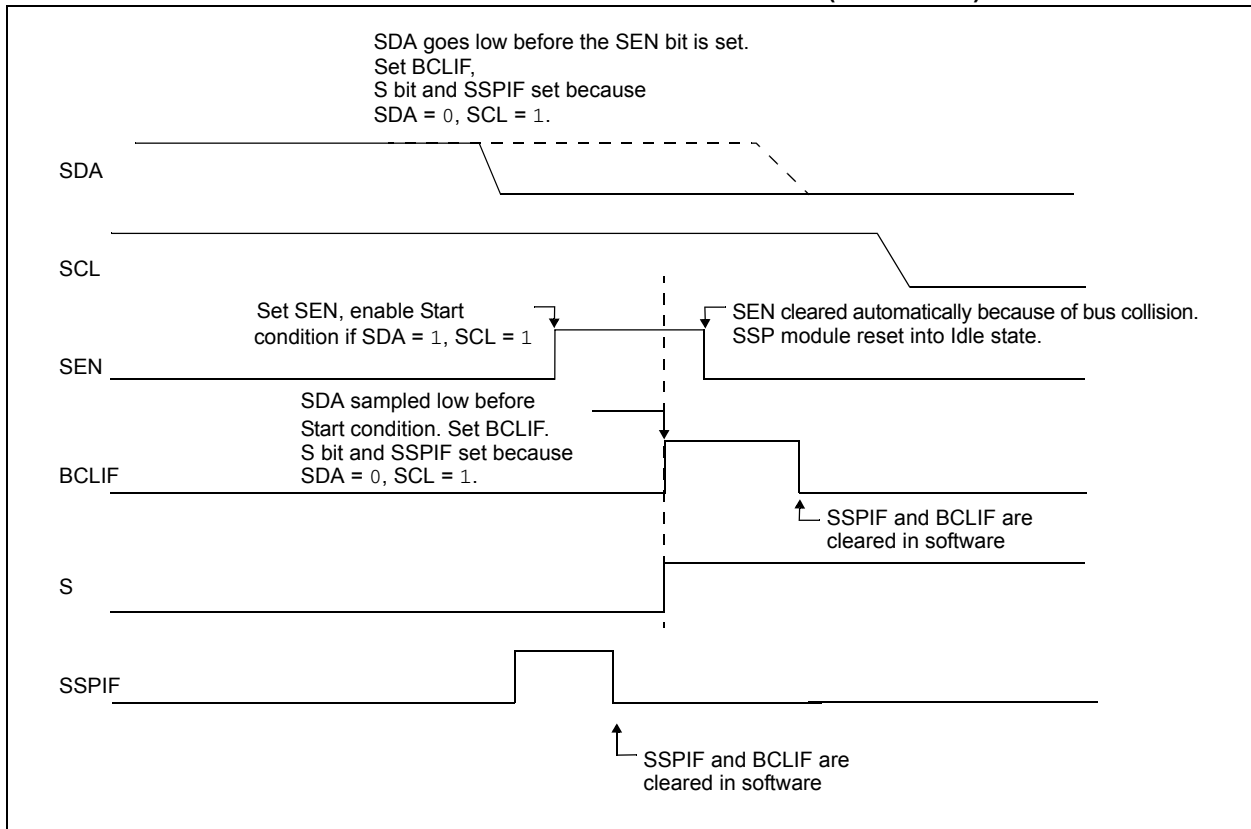 SDA goes low before the SEN bit is set.
Set BCLIF,
S bit and SSPIF set because
SDA = 0, SCL = 1.
SDA
SCL
Set SEN, enable Start
condition if SDA = 1, SCL = 1
SEN cleared automatically because of bus collision.
SSP module reset into Idle state.
SEN
SDA sampled low before
Start condition. Set BCLIF.
S bit and SSPIF set because
SDA = 0, SCL = 1.
BCLIF
SSPIF and BCLIF are
cleared in software
S
SSPIF
SSPIF and BCLIF are
cleared in software